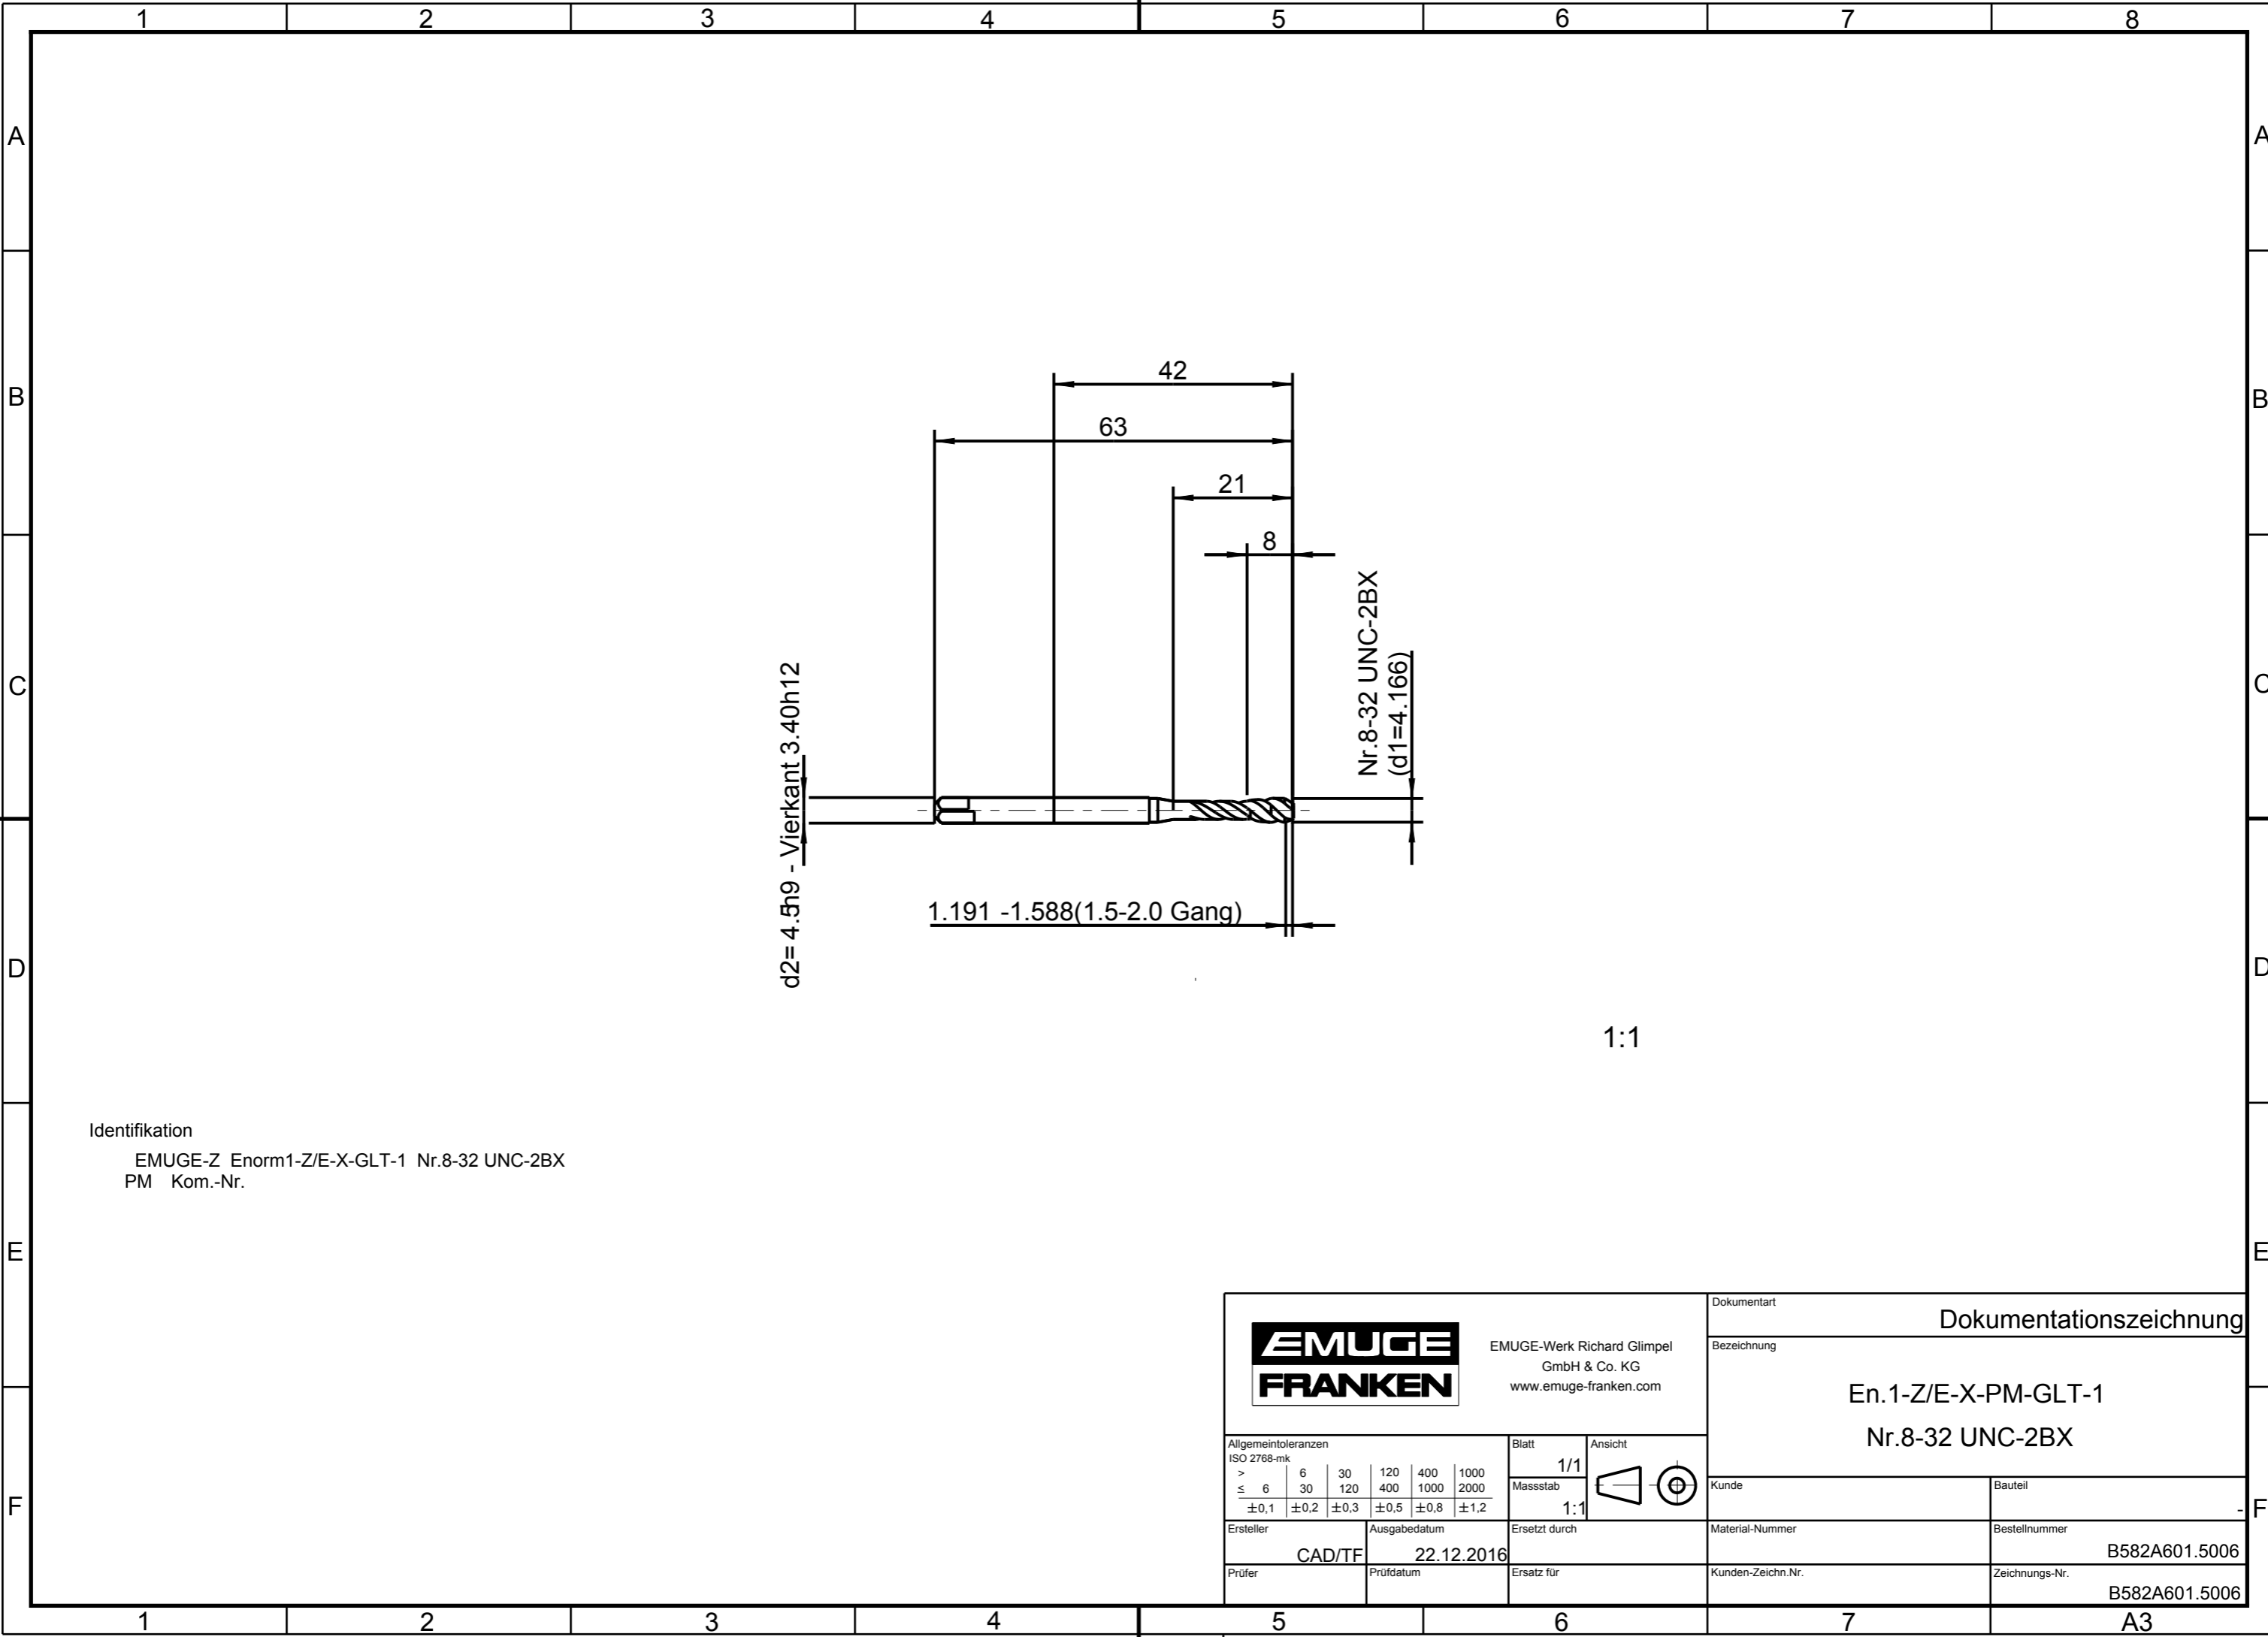 1 2 3 4 5 6 7 8
A A
B B
C C
D D
E E
F F
42
63
21
8
Nr.8-32 UNC-2BX
(d1=4.166)
d2= 4.5h9 - Vierkant 3.40h12
1.191 -1.588(1.5-2.0 Gang)
1:1
Identifikation
EMUGE-Z Enorm1-Z/E-X-GLT-1 Nr.8-32 UNC-2BX
PM Kom.-Nr.
EMUGE
FRANKEN
EMUGE-Werk Richard Glimpel
GmbH & Co. KG
www.emuge-franken.com
Dokumentart
Dokumentationszeichnung
Bezeichnung
En.1-Z/E-X-PM-GLT-1
Nr.8-32 UNC-2BX
Allgemeintoleranzen
ISO 2768-mk
> 6 30 120 400 1000
≤ 6 30 120 400 1000 2000
±0,1 ±0,2 ±0,3 ±0,5 ±0,8 ±1,2
Blatt
1/1
Ansicht
Massstab
1:1
Kunde
Bauteil
-
Ersteller
CAD/TF
Ausgabedatum
22.12.2016
Ersetzt durch
Material-Nummer
Bestellnummer
B582A601.5006
Prüfer
Prüfdatum
Ersatz für
Kunden-Zeichn.Nr.
Zeichnungs-Nr.
B582A601.5006
1 2 3 4 5 6 7 A3